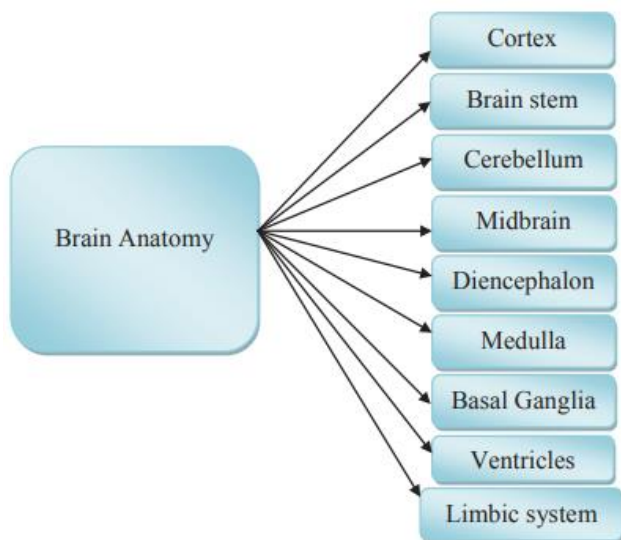 Brain Anatomy
Cortex
Brain stem
Cerebellum
Midbrain
Diencephalon
Medulla
Basal Ganglia
Ventricles
Limbic system